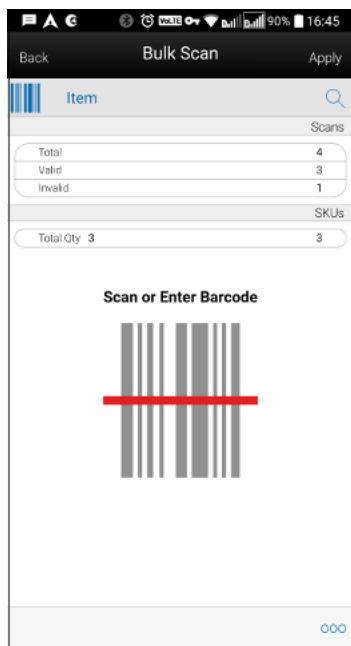 VoLTE 90% 16:45
Back Bulk Scan Apply
Item
Scans
Total 4
Valid 3
Invalid 1
SKUs
Total Qty 3 3
Scan or Enter Barcode